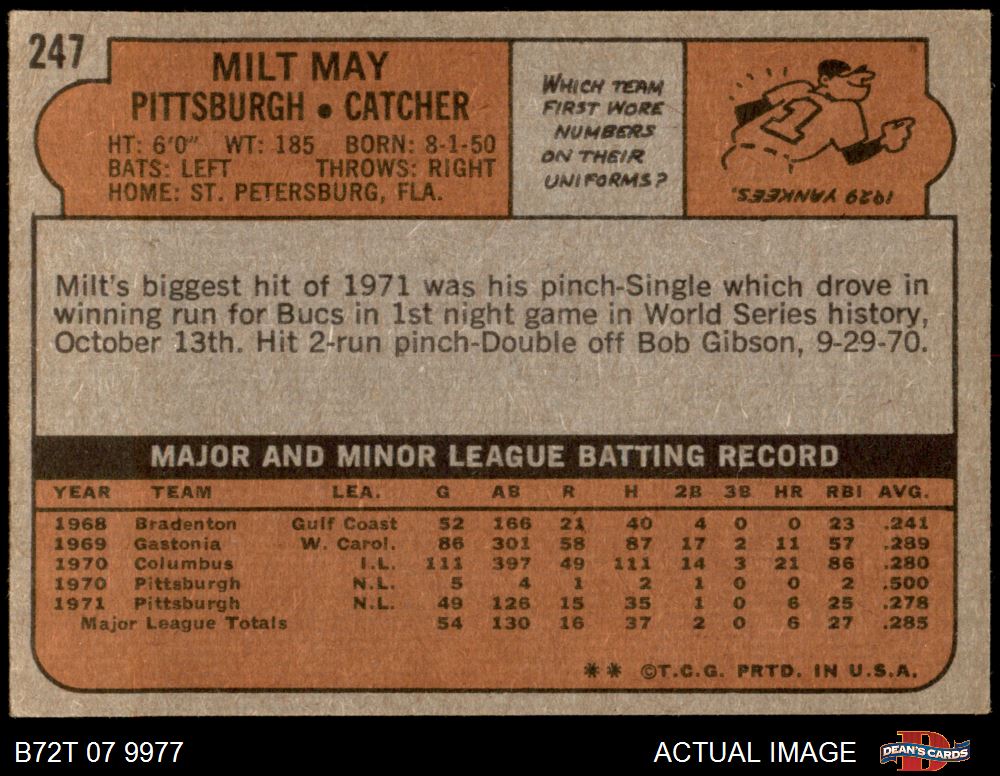 247
MILT MAY
PITTSBURGH • CATCHER
HT: 6'0" WT: 185 BORN: 8-1-50
BATS: LEFT THROWS: RIGHT
HOME: ST. PETERSBURG, FLA.
WHICH TEAM
FIRST WORE
NUMBERS
ON THEIR
UNIFORMS?
1
1929 YANKEES.
Milt's biggest hit of 1971 was his pinch-Single which drove in
winning run for Bucs in 1st night game in World Series history,
October 13th. Hit 2-run pinch-Double off Bob Gibson, 9-29-70.
MAJOR AND MINOR LEAGUE BATTING RECORD
YEAR TEAM LEA. G AB R H 2B 3B HR RBI AVG.
1968 Bradenton Gulf Coast 52 166 21 40 4 0 0 23 .241
1969 Gastonia W. Carol. 86 301 58 87 17 2 11 57 .289
1970 Columbus I.L. 111 397 49 111 14 3 21 86 .280
1970 Pittsburgh N.L. 5 4 1 2 1 0 0 2 .500
1971 Pittsburgh N.L. 49 126 15 35 1 0 6 25 .278
Major League Totals 54 130 16 37 2 0 6 27 .285
** ©T.C.G. PRTD. IN U.S.A.
B72T 07 9977 ACTUAL IMAGE D DEAN'S CARDS